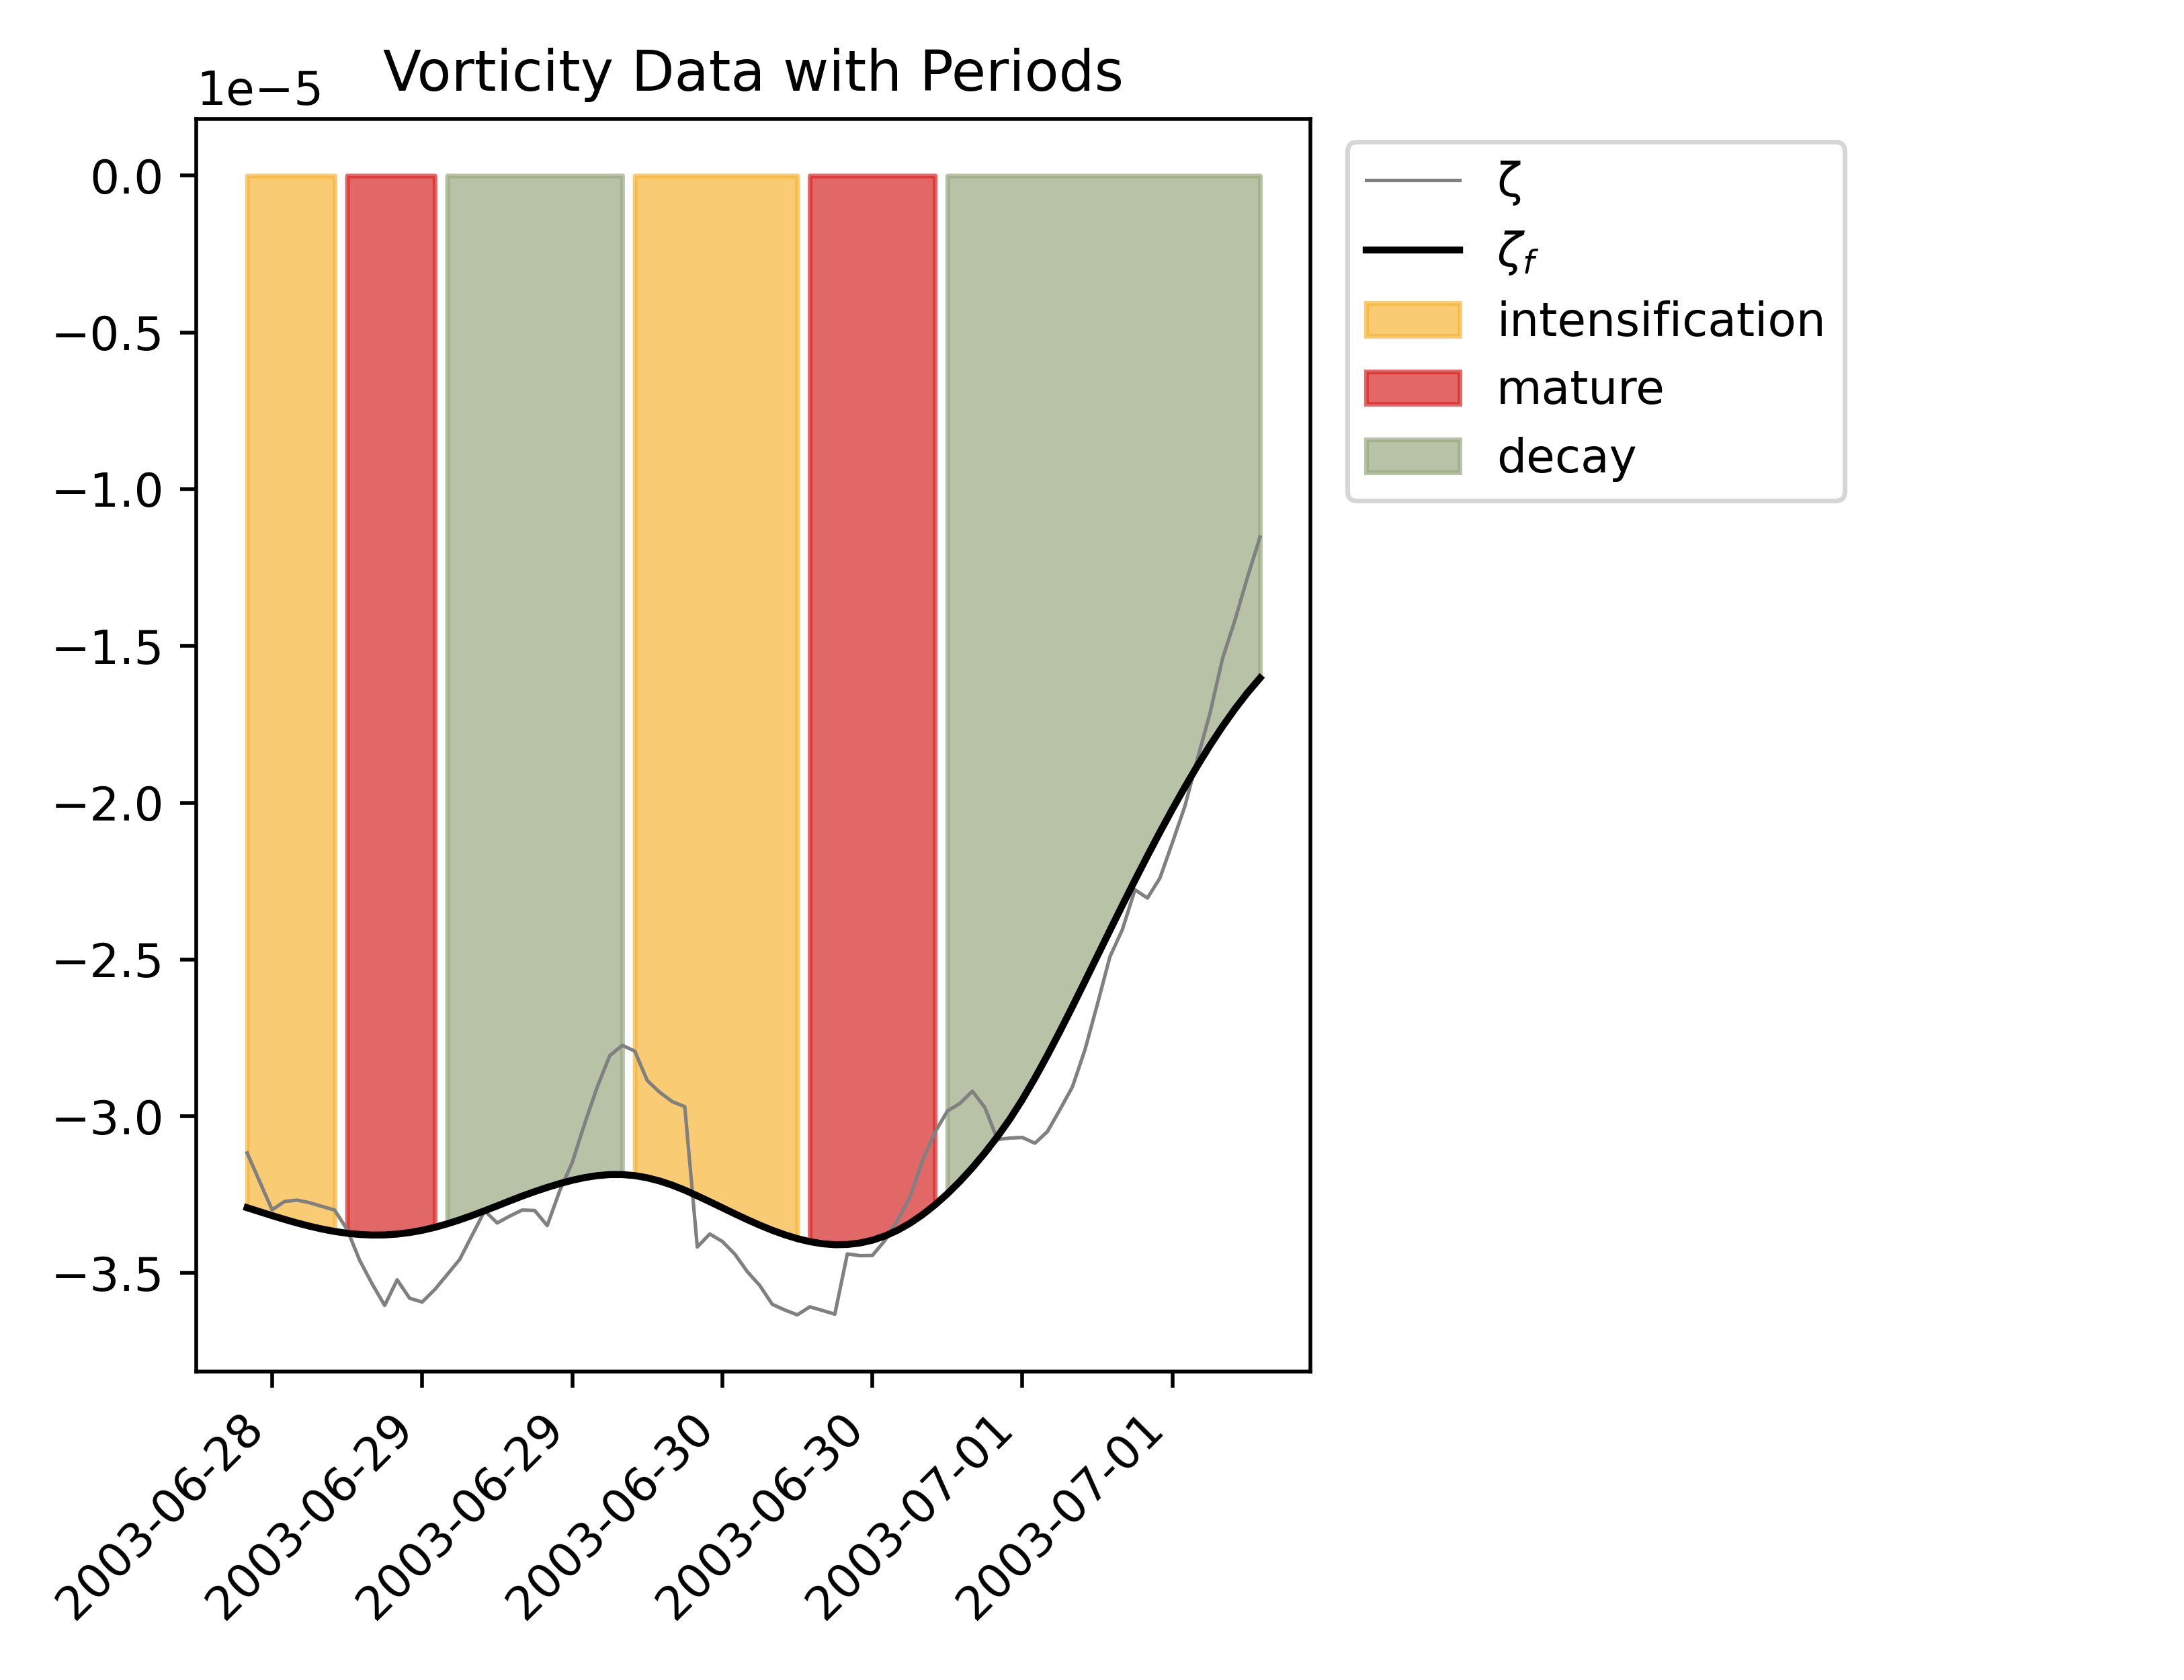 Vorticity Data with Periods
1e−5
0.0
−0.5
−1.0
−1.5
−2.0
−2.5
−3.0
−3.5
2003-06-28
2003-06-29
2003-06-29
2003-06-30
2003-06-30
2003-07-01
2003-07-01
ζ
ζf
intensification
mature
decay